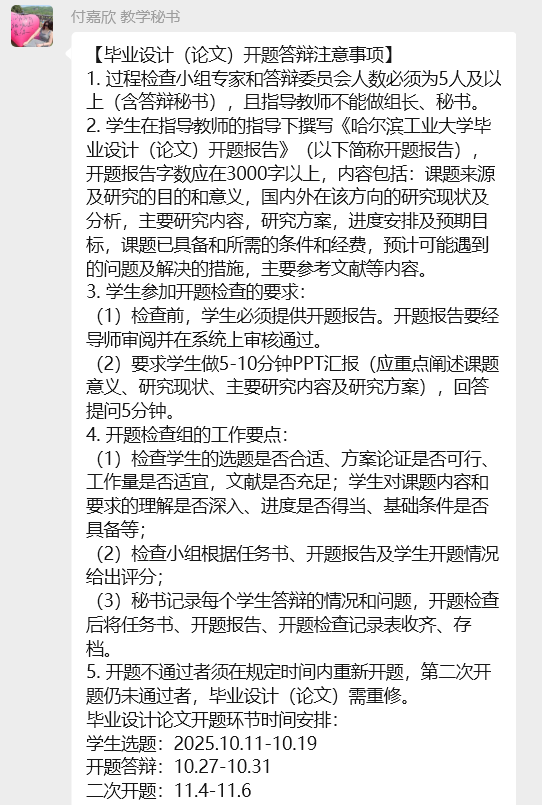 付嘉欣 教学秘书
【毕业设计（论文）开题答辩注意事项】
1. 过程检查小组专家和答辩委员会人数必须为5人及以
上（含答辩秘书），且指导教师不能做组长、秘书。
2. 学生在指导教师的指导下撰写《哈尔滨工业大学毕
业设计（论文）开题报告》（以下简称开题报告），
开题报告字数应在3000字以上，内容包括：课题来源
及研究的目的和意义，国内外在该方向的研究现状及
分析，主要研究内容，研究方案，进度安排及预期目
标，课题已具备和所需的条件和经费，预计可能遇到
的问题及解决的措施，主要参考文献等内容。
3. 学生参加开题检查的要求：
（1）检查前，学生必须提供开题报告。开题报告要经
导师审阅并在系统上审核通过。
（2）要求学生做5-10分钟PPT汇报（应重点阐述课题
意义、研究现状、主要研究内容及研究方案），回答
提问5分钟。
4. 开题检查组的工作要点：
（1）检查学生的选题是否合适、方案论证是否可行、
工作量是否适宜，文献是否充足；学生对课题内容和
要求的理解是否深入、进度是否得当、基础条件是否
具备等；
（2）检查小组根据任务书、开题报告及学生开题情况
给出评分；
（3）秘书记录每个学生答辩的情况和问题，开题检查
后将任务书、开题报告、开题检查记录表收齐、存
档。
5. 开题不通过者须在规定时间内重新开题，第二次开
题仍未通过者，毕业设计（论文）需重修。
毕业设计论文开题环节时间安排：
学生选题：2025.10.11-10.19
开题答辩：10.27-10.31
二次开题：11.4-11.6